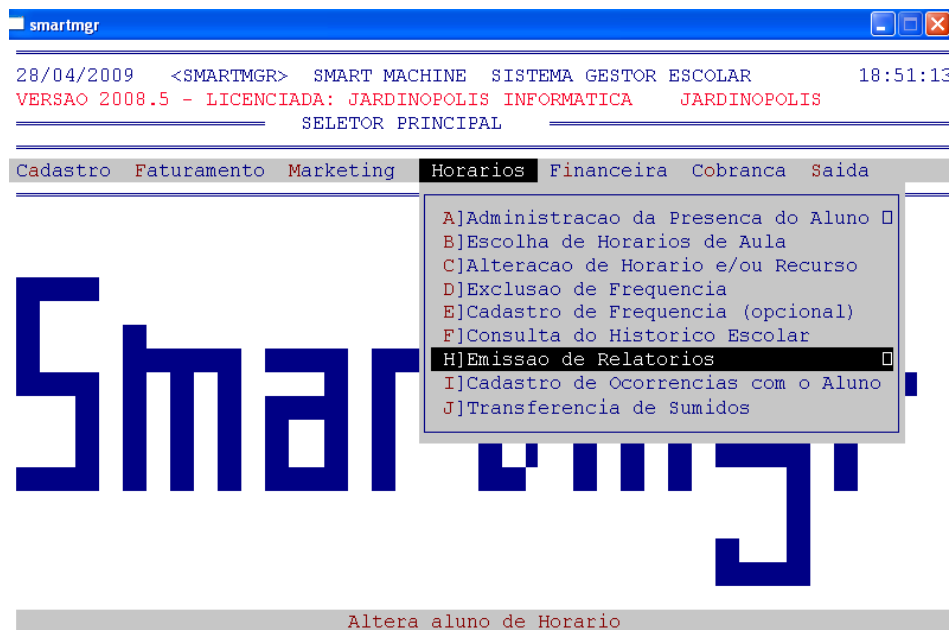 smartmgr
28/04/2009 <SMARTMGR> SMART MACHINE SISTEMA GESTOR ESCOLAR 18:51:13
VERSAO 2008.5 - LICENCIADA: JARDINOPOLIS INFORMATICA JARDINOPOLIS
SELETOR PRINCIPAL
Cadastro Faturamento Marketing Horarios Financeira Cobranca Saida
A]Administracao da Presenca do Aluno
B]Escolha de Horarios de Aula
C]Alteracao de Horario e/ou Recurso
D]Exclusao de Frequencia
E]Cadastro de Frequencia (opcional)
F]Consulta do Historico Escolar
H]Emissao de Relatorios
I]Cadastro de Ocorrencias com o Aluno
J]Transferencia de Sumidos
Smartmgr
Altera aluno de Horario